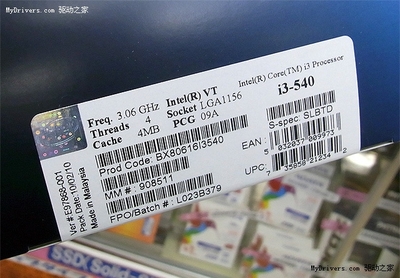 MyDrivers.com 驱动之家
Intel(R) Core(TM) i3 Processor
i3-540
Freq. 3.06 GHz Intel(R) VT
Threads 4 Socket LGA1156
Cache 4MB PCG 09A
S-spec: SLBTD
Prod Code: BX80616I3540
EAN
5 032037 009973
MM #: 908511
UPC
7 35858 21234 2
FPO/Batch #: L023B379
Ver # E97868-001
Pack Date: 10/02/10
Made in Malaysia
SSD
MyDrivers.com 驱动之家